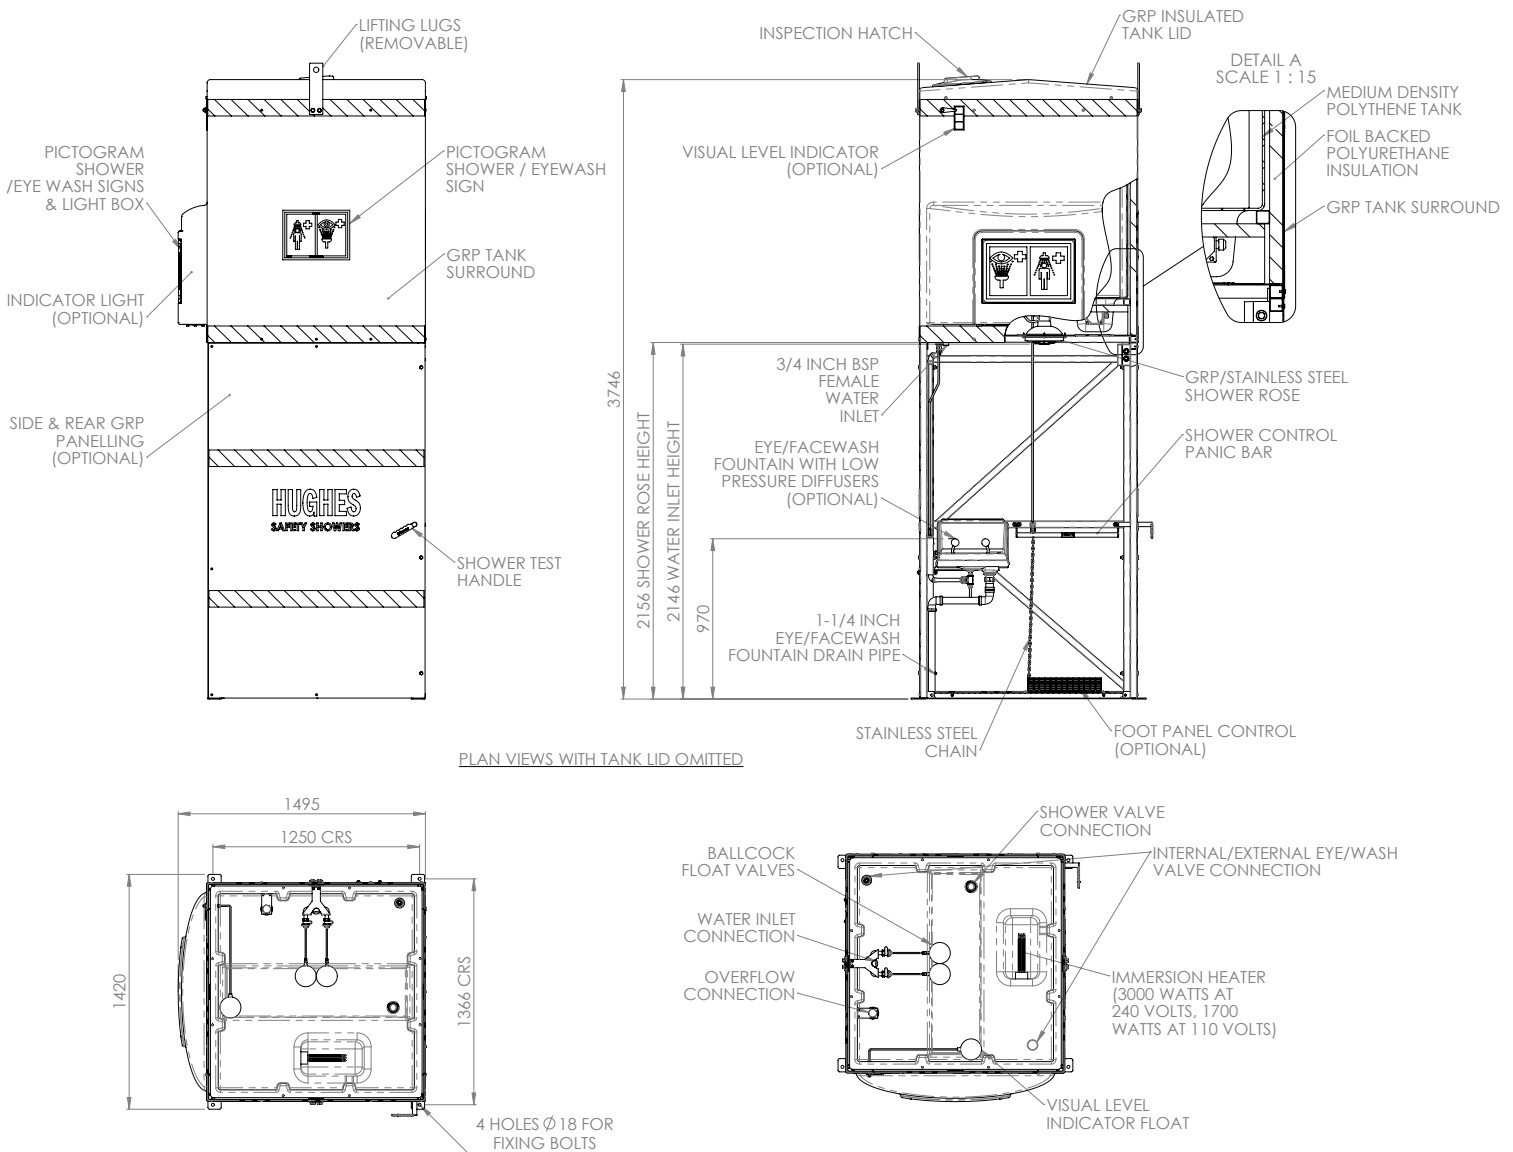 LIFTING LUGS
(REMOVABLE)
PICTOGRAM
SHOWER
/EYE WASH SIGNS
& LIGHT BOX
PICTOGRAM
SHOWER / EYEWASH
SIGN
GRP TANK
SURROUND
INDICATOR LIGHT
(OPTIONAL)
SIDE & REAR GRP
PANELLING
(OPTIONAL)
HUGHES
SAFETY SHOWERS
SHOWER TEST
HANDLE
INSPECTION HATCH
GRP INSULATED
TANK LID
VISUAL LEVEL INDICATOR
(OPTIONAL)
DETAIL A
SCALE 1 : 15
MEDIUM DENSITY
POLYTHENE TANK
FOIL BACKED
POLYURETHANE
INSULATION
GRP TANK SURROUND
3746
2156 SHOWER ROSE HEIGHT
2146 WATER INLET HEIGHT
970
3/4 INCH BSP
FEMALE
WATER
INLET
EYE/FACEWASH
FOUNTAIN WITH LOW
PRESSURE DIFFUSERS
(OPTIONAL)
1-1/4 INCH
EYE/FACEWASH
FOUNTAIN DRAIN PIPE
GRP/STAINLESS STEEL
SHOWER ROSE
SHOWER CONTROL
PANIC BAR
STAINLESS STEEL
CHAIN
FOOT PANEL CONTROL
(OPTIONAL)
PLAN VIEWS WITH TANK LID OMITTED
1495
1250 CRS
1420
1366 CRS
4 HOLES Ø 18 FOR
FIXING BOLTS
SHOWER VALVE
CONNECTION
BALLCOCK
FLOAT VALVES
INTERNAL/EXTERNAL EYE/WASH
VALVE CONNECTION
WATER INLET
CONNECTION
OVERFLOW
CONNECTION
IMMERSION HEATER
(3000 WATTS AT
240 VOLTS, 1700
WATTS AT 110 VOLTS)
VISUAL LEVEL
INDICATOR FLOAT